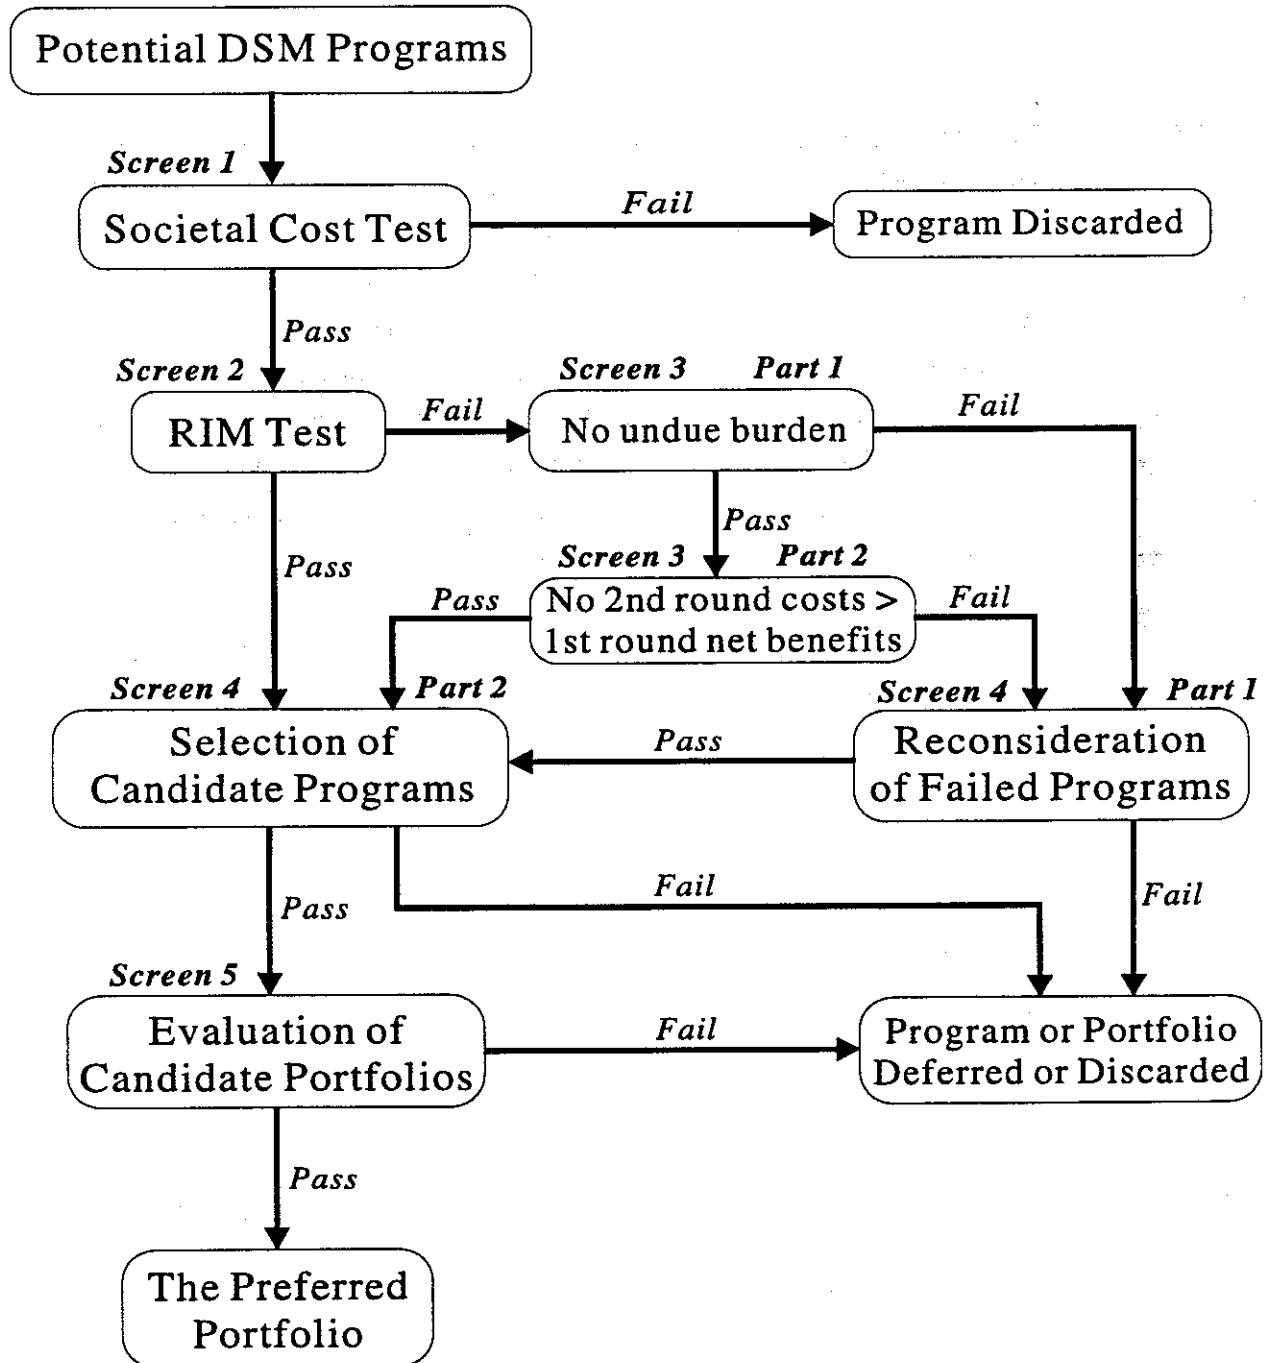 Potential DSM Programs
Screen 1
Societal Cost Test
Fail
Program Discarded
Pass
Screen 2
RIM Test
Fail
Screen 3 Part 1
No undue burden
Fail
Pass
Pass
Screen 3 Part 2
No 2nd round costs >
1st round net benefits
Pass
Fail
Screen 4 Part 2
Selection of
Candidate Programs
Screen 4 Part 1
Reconsideration
of Failed Programs
Pass
Pass
Fail
Fail
Screen 5
Evaluation of
Candidate Portfolios
Fail
Program or Portfolio
Deferred or Discarded
Pass
The Preferred
Portfolio